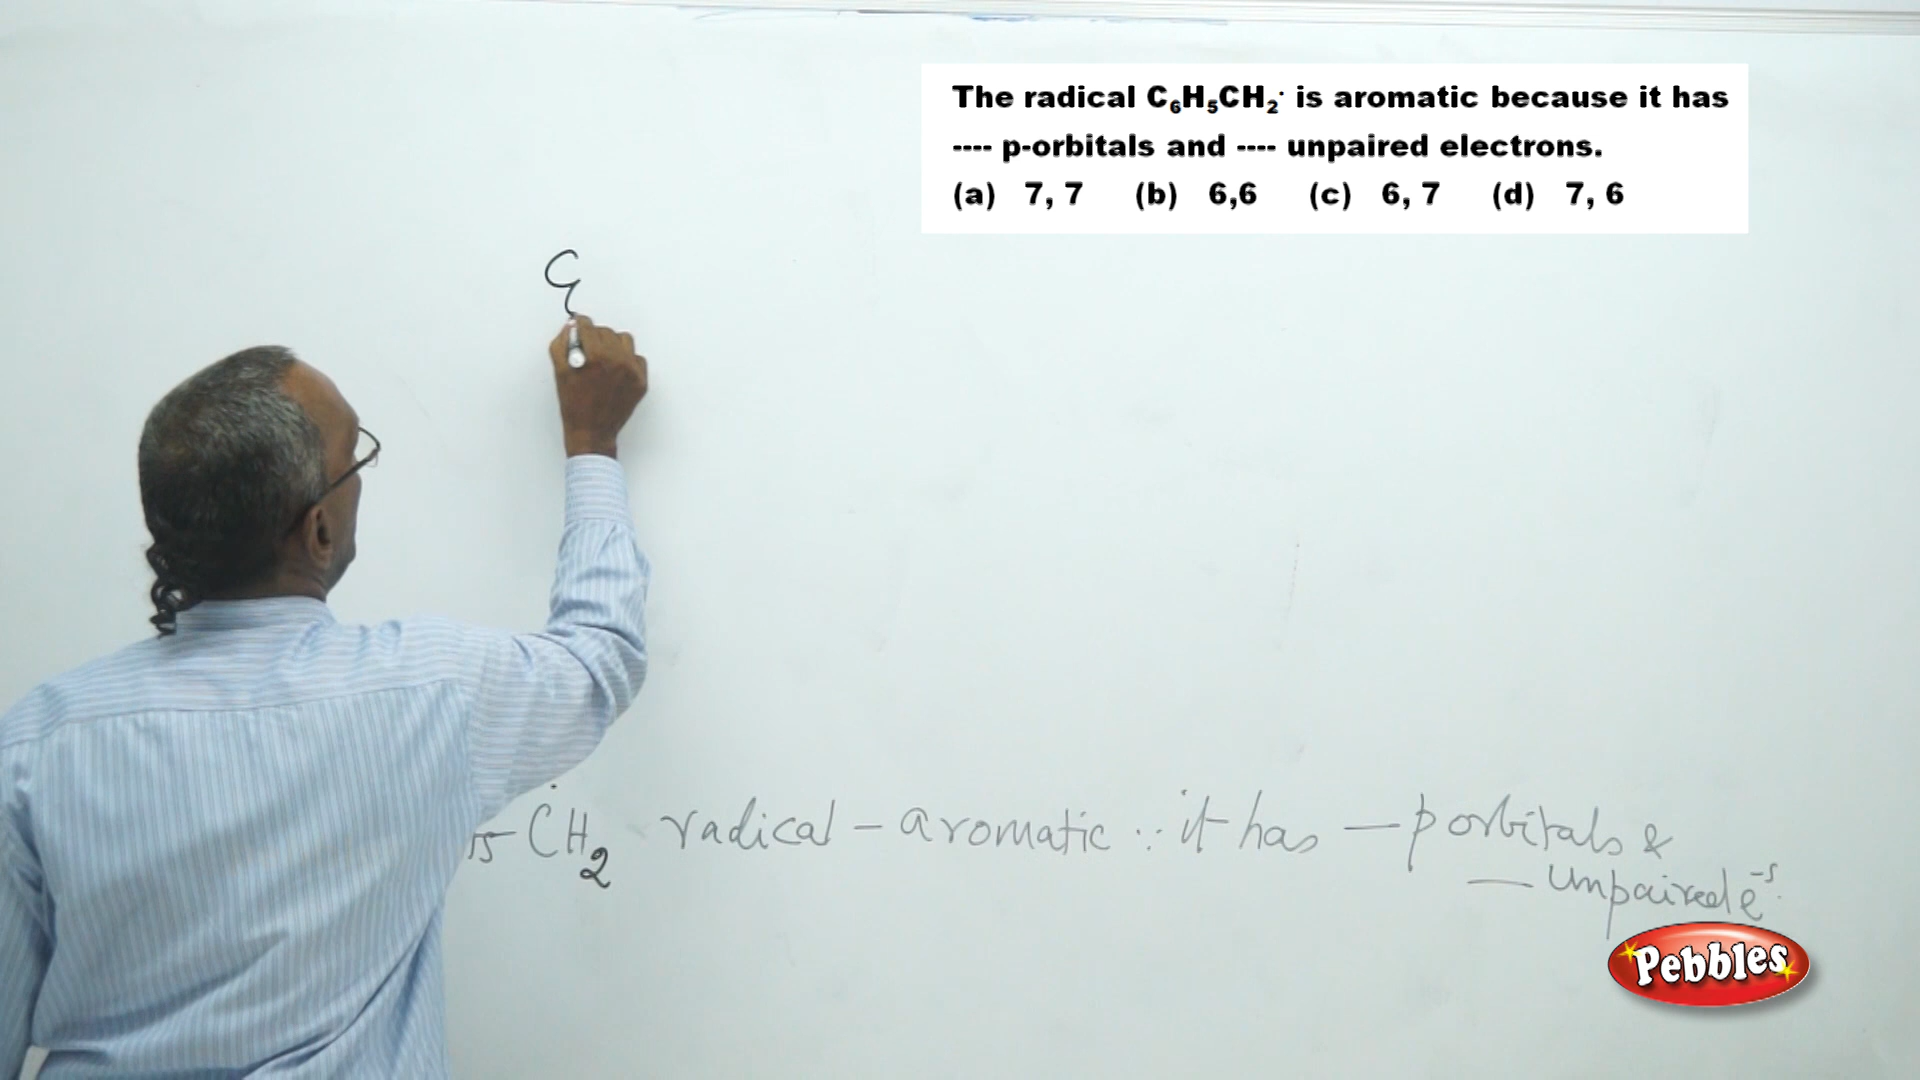 The radical C₆H₅CH₂· is aromatic because it has
---- p-orbitals and ---- unpaired electrons.
(a) 7, 7 (b) 6,6 (c) 6, 7 (d) 7, 6
C
H5-ĊH₂ radical - aromatic ∵ it has — p orbitals &
— unpaired e⁻s.
Pebbles